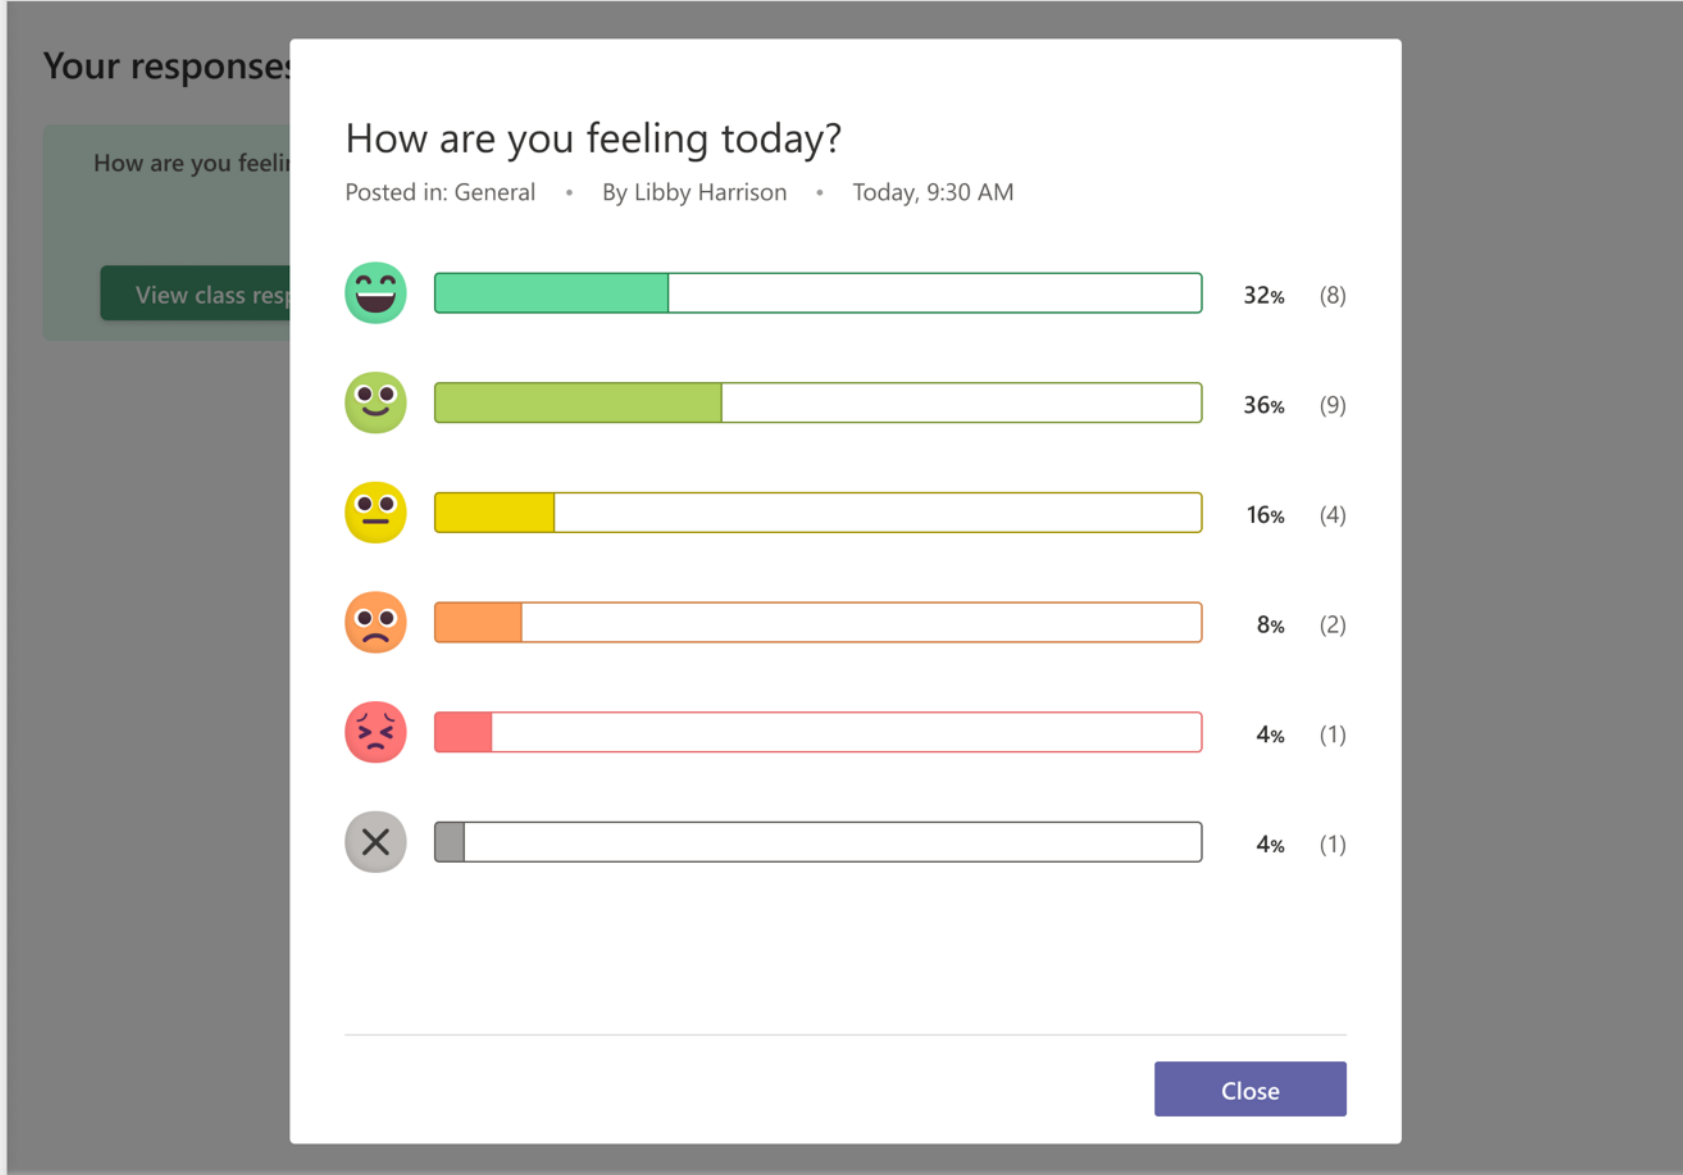 Your responses
How are you feelin
View class resp
How are you feeling today?
Posted in: General • By Libby Harrison • Today, 9:30 AM
32% (8)
36% (9)
16% (4)
8% (2)
4% (1)
4% (1)
Close